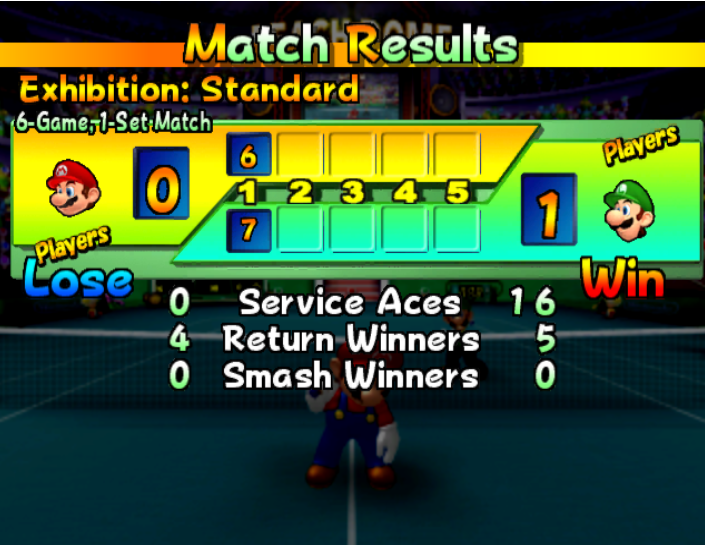 Match Results
Exhibition: Standard
6-Game, 1-Set Match
Players
0
6
1 2 3 4 5
7
1
Players
Lose
Win
0 Service Aces 16
4 Return Winners 5
0 Smash Winners 0